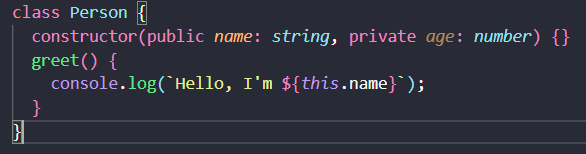 class Person {
  constructor(public name: string, private age: number) {}
  greet() {
    console.log(`Hello, I'm ${this.name}`);
  }
}